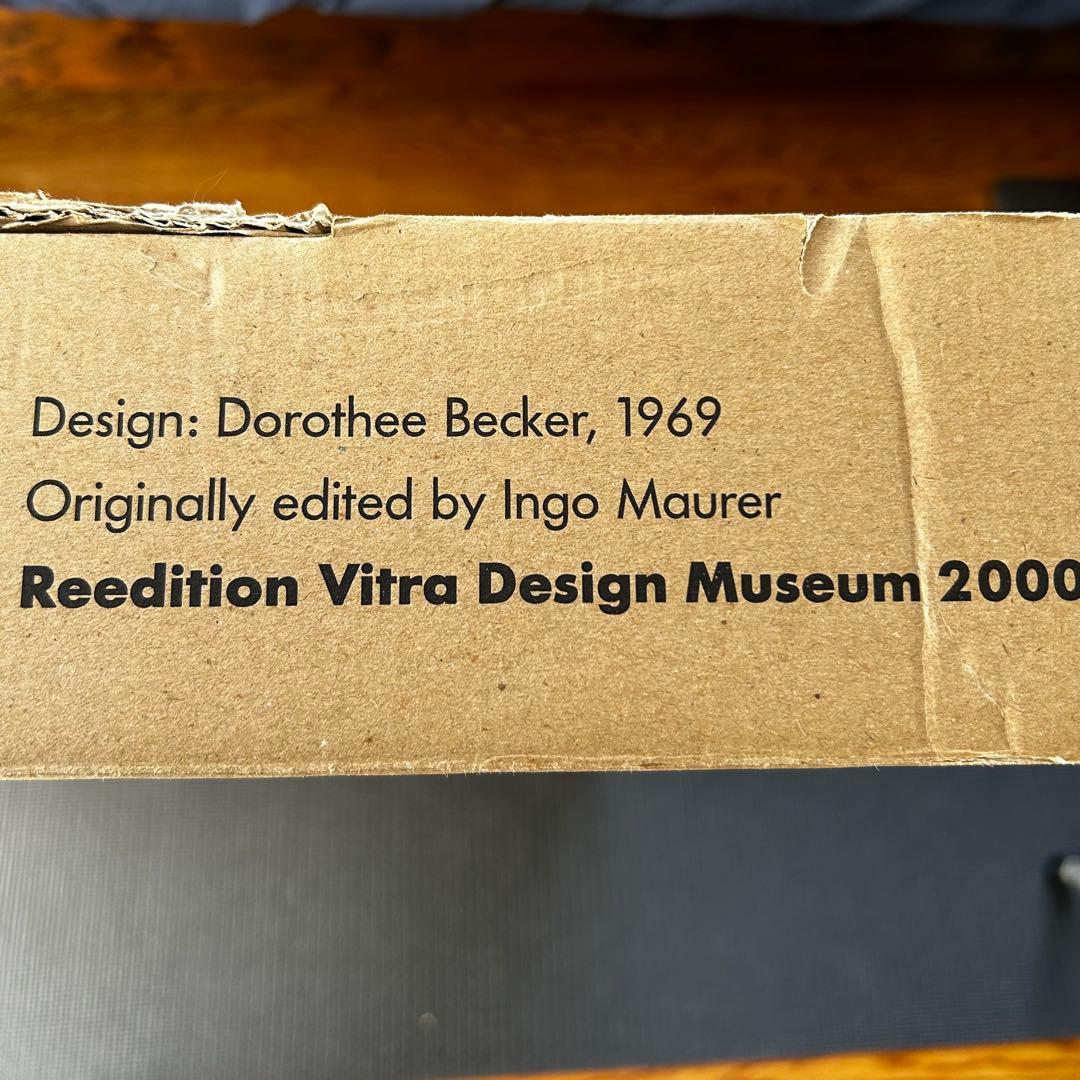 Design: Dorothee Becker, 1969
Originally edited by Ingo Maurer
Reedition Vitra Design Museum 2000